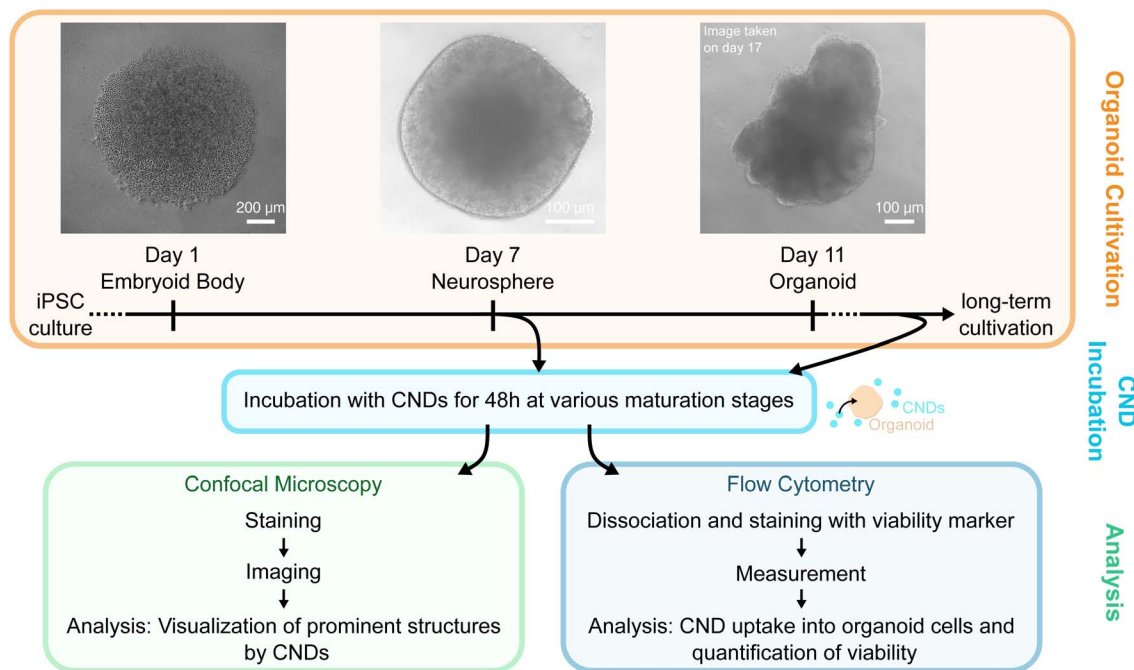 Image taken
on day 17
200 µm
100 µm
100 µm
Day 1
Embryoid Body
Day 7
Neurosphere
Day 11
Organoid
iPSC
culture
long-term
cultivation
Organoid Cultivation
Incubation with CNDs for 48h at various maturation stages
CNDs
Organoid
CND
Incubation
Confocal Microscopy
Staining
Imaging
Analysis: Visualization of prominent structures
by CNDs
Flow Cytometry
Dissociation and staining with viability marker
Measurement
Analysis: CND uptake into organoid cells and
quantification of viability
Analysis